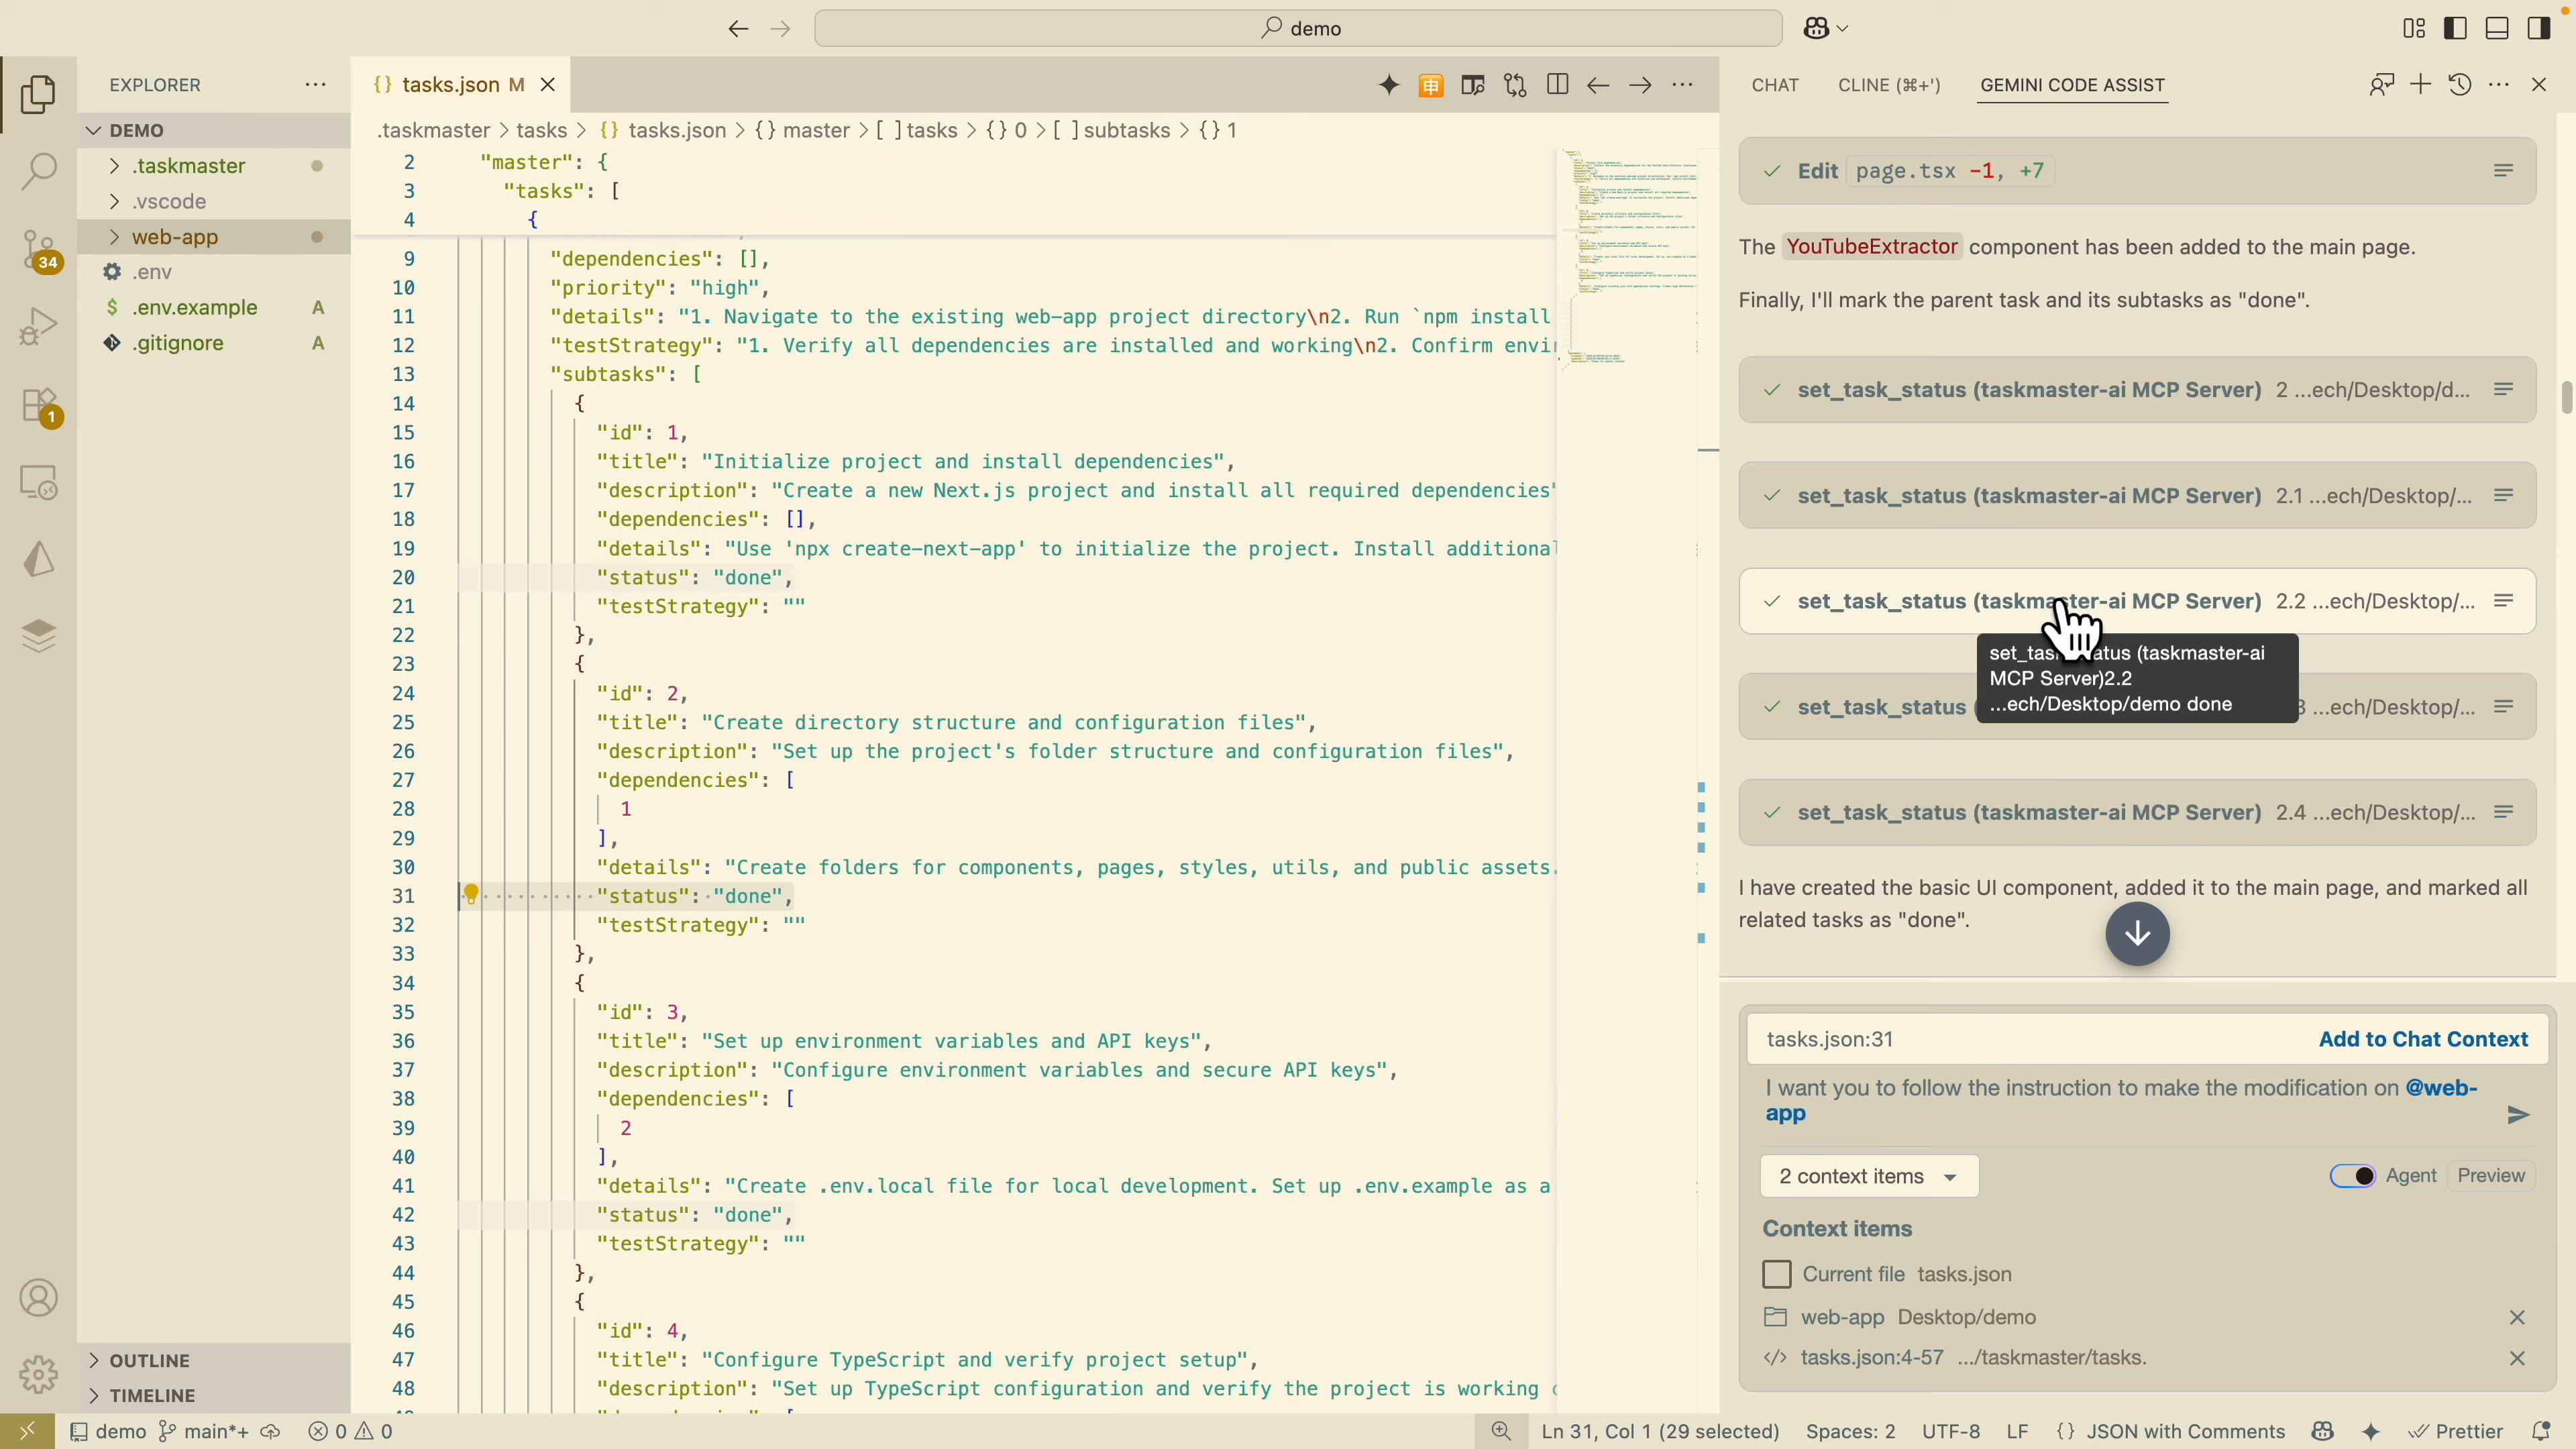 demo
EXPLORER
DEMO
.taskmaster
.vscode
web-app
.env
$ .env.example A
.gitignore A
34
1
OUTLINE
TIMELINE
{} tasks.json M
.taskmaster > tasks > {} tasks.json > {} master > [ ] tasks > {} 0 > [ ] subtasks > {} 1
2 "master": {
3 "tasks": [
4 {
9 "dependencies": [],
10 "priority": "high",
11 "details": "1. Navigate to the existing web-app project directory\n2. Run `npm install
12 "testStrategy": "1. Verify all dependencies are installed and working\n2. Confirm envi
13 "subtasks": [
14 {
15 "id": 1,
16 "title": "Initialize project and install dependencies",
17 "description": "Create a new Next.js project and install all required dependencies"
18 "dependencies": [],
19 "details": "Use 'npx create-next-app' to initialize the project. Install additional
20 "status": "done",
21 "testStrategy": ""
22 },
23 {
24 "id": 2,
25 "title": "Create directory structure and configuration files",
26 "description": "Set up the project's folder structure and configuration files",
27 "dependencies": [
28 1
29 ],
30 "details": "Create folders for components, pages, styles, utils, and public assets.
31 "status": "done",
32 "testStrategy": ""
33 },
34 {
35 "id": 3,
36 "title": "Set up environment variables and API keys",
37 "description": "Configure environment variables and secure API keys",
38 "dependencies": [
39 2
40 ],
41 "details": "Create .env.local file for local development. Set up .env.example as a
42 "status": "done",
43 "testStrategy": ""
44 },
45 {
46 "id": 4,
47 "title": "Configure TypeScript and verify project setup",
48 "description": "Set up TypeScript configuration and verify the project is working
CHAT CLINE (⌘+') GEMINI CODE ASSIST
Edit page.tsx -1, +7
The YouTubeExtractor component has been added to the main page.
Finally, I'll mark the parent task and its subtasks as "done".
set_task_status (taskmaster-ai MCP Server) 2 ...ech/Desktop/d...
set_task_status (taskmaster-ai MCP Server) 2.1 ...ech/Desktop/...
set_task_status (taskmaster-ai MCP Server) 2.2 ...ech/Desktop/...
set_tas atus (taskmaster-ai
MCP Server)2.2
...ech/Desktop/demo done
set_task_status ( 3 ...ech/Desktop/...
set_task_status (taskmaster-ai MCP Server) 2.4 ...ech/Desktop/...
I have created the basic UI component, added it to the main page, and marked all
related tasks as "done".
tasks.json:31 Add to Chat Context
I want you to follow the instruction to make the modification on @web-
app
2 context items Agent Preview
Context items
Current file tasks.json
web-app Desktop/demo
</> tasks.json:4-57 .../taskmaster/tasks.
demo main*+ 0 0
Ln 31, Col 1 (29 selected) Spaces: 2 UTF-8 LF {} JSON with Comments Prettier